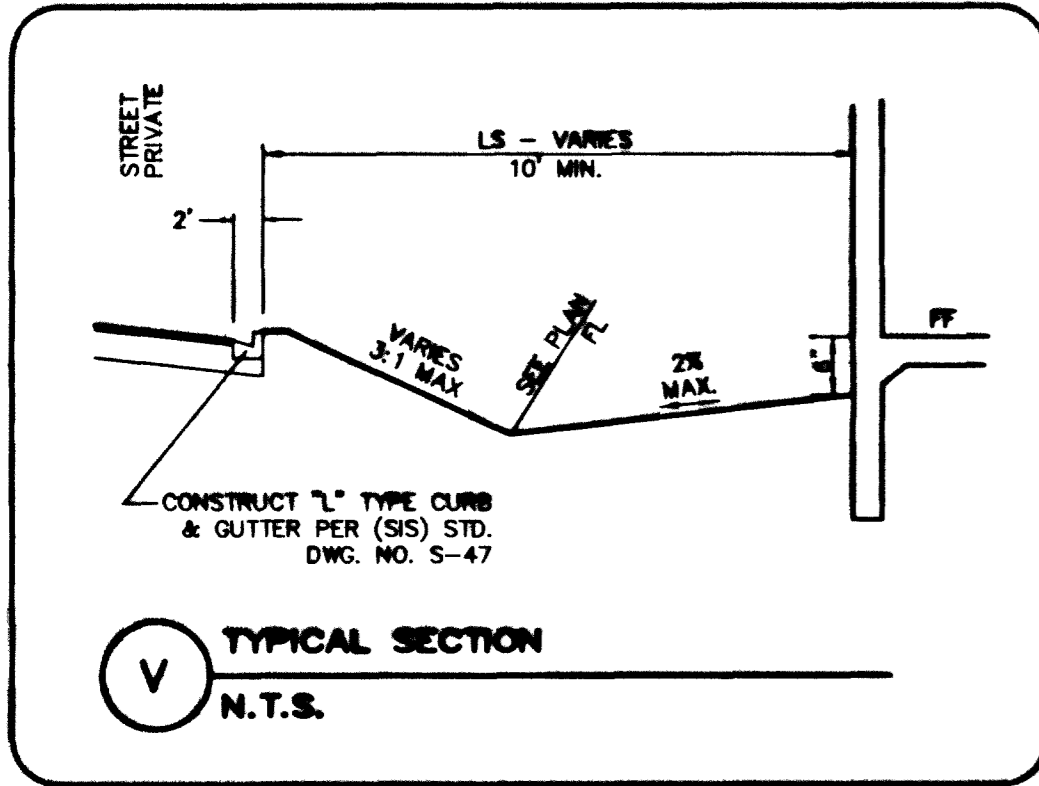 STREET
PRIVATE
LS - VARIES
10' MIN.
2'
VARIES
3:1 MAX
SEE PLAN
FL
2%
MAX.
6"
FF
CONSTRUCT "L" TYPE CURB
& GUTTER PER (SIS) STD.
DWG. NO. S-47
V
TYPICAL SECTION
N.T.S.